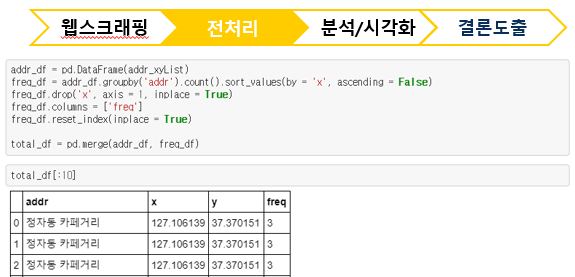 웹스크래핑 전처리 분석/시각화 결론도출
addr_df = pd.DataFrame(addr_xyList)
freq_df = addr_df.groupby('addr').count().sort_values(by = 'x', ascending = False)
freq_df.drop('x', axis = 1, inplace = True)
freq_df.columns = ['freq']
freq_df.reset_index(inplace = True)
total_df = pd.merge(addr_df, freq_df)
total_df[:10]
addr x y freq
0 정자동 카페거리 127.106139 37.370151 3
1 정자동 카페거리 127.106139 37.370151 3
2 정자동 카페거리 127.106139 37.370151 3